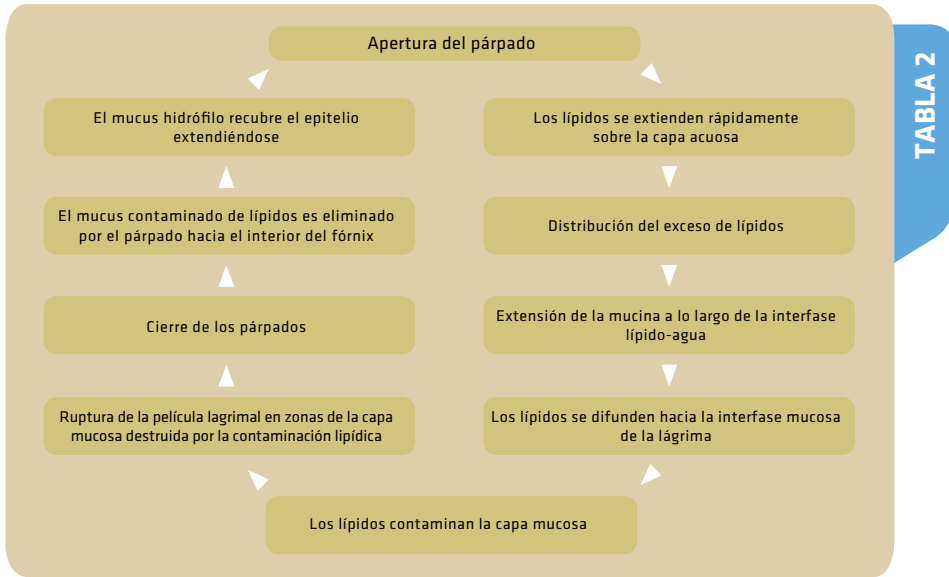 Apertura del párpado
Los lípidos se extienden rápidamente
sobre la capa acuosa
Distribución del exceso de lípidos
Extensión de la mucina a lo largo de la interfase
lípido-agua
Los lípidos se difunden hacia la interfase mucosa
de la lágrima
Los lípidos contaminan la capa mucosa
Ruptura de la película lagrimal en zonas de la capa
mucosa destruida por la contaminación lipídica
Cierre de los párpados
El mucus contaminado de lípidos es eliminado
por el párpado hacia el interior del fórnix
El mucus hidrófilo recubre el epitelio
extendiéndose
TABLA 2